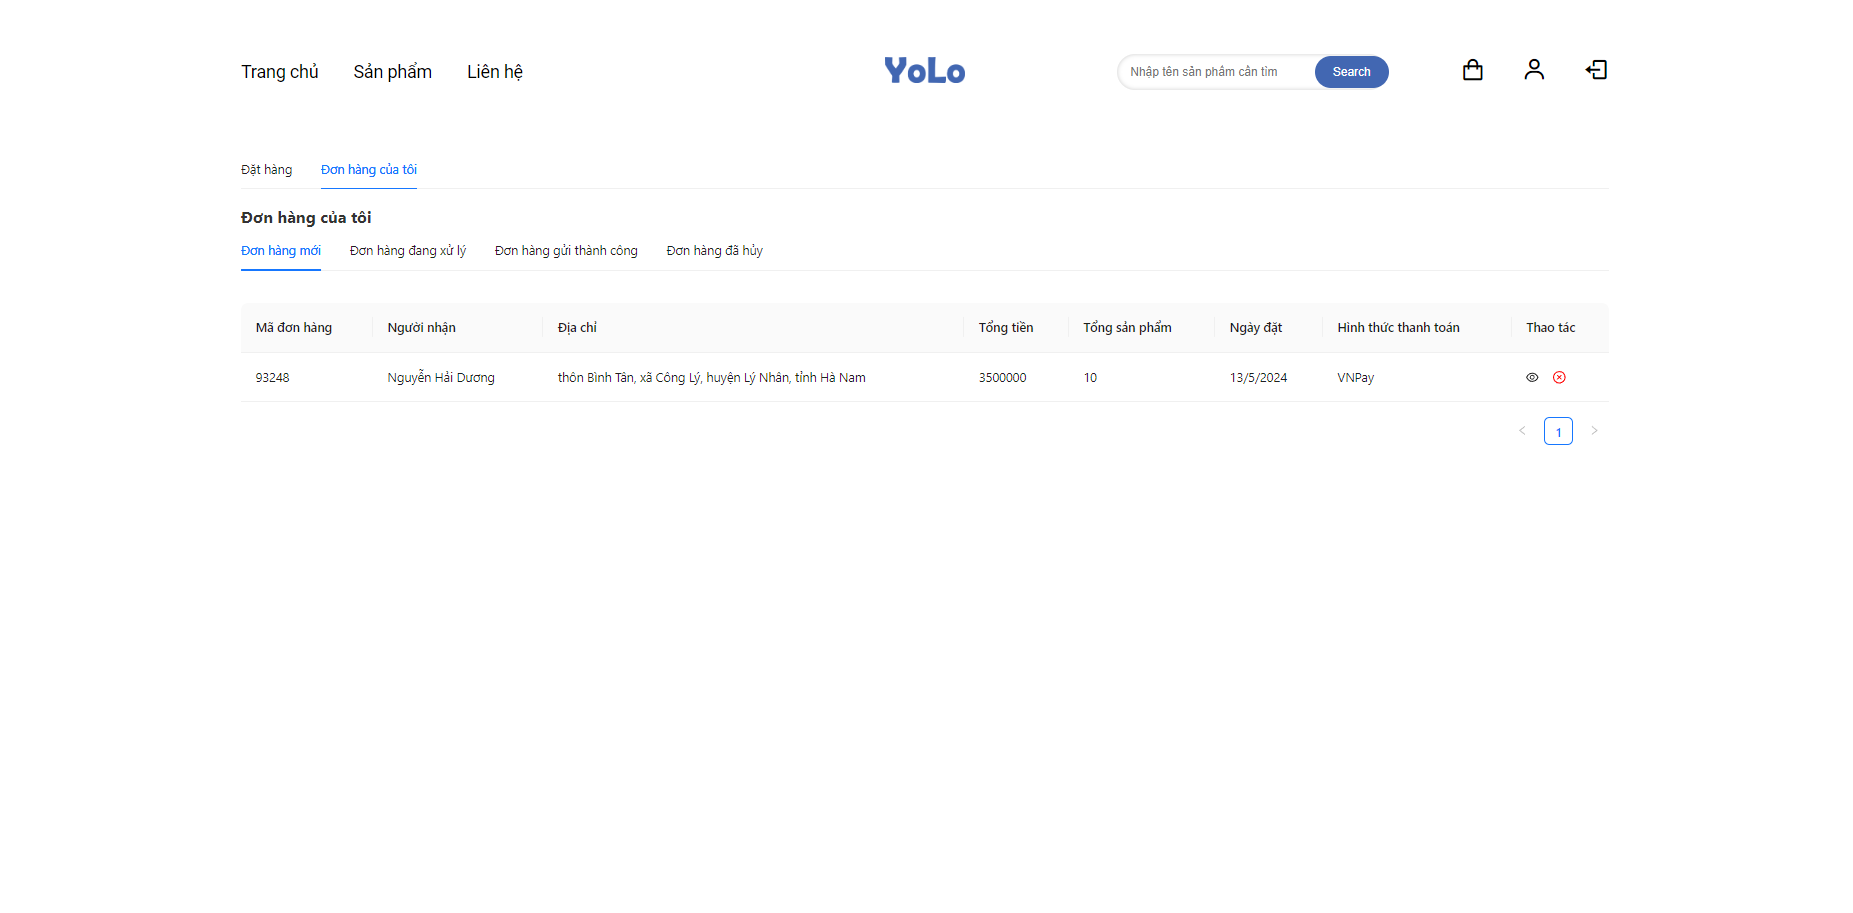 Trang chủ Sản phẩm Liên hệ YoLo Nhập tên sản phẩm cần tìm Search
Đặt hàng Đơn hàng của tôi
Đơn hàng của tôi
Đơn hàng mới Đơn hàng đang xử lý Đơn hàng gửi thành công Đơn hàng đã hủy
Mã đơn hàng Người nhận Địa chỉ Tổng tiền Tổng sản phẩm Ngày đặt Hình thức thanh toán Thao tác
93248 Nguyễn Hải Dương thôn Bình Tân, xã Công Lý, huyện Lý Nhân, tỉnh Hà Nam 3500000 10 13/5/2024 VNPay
1